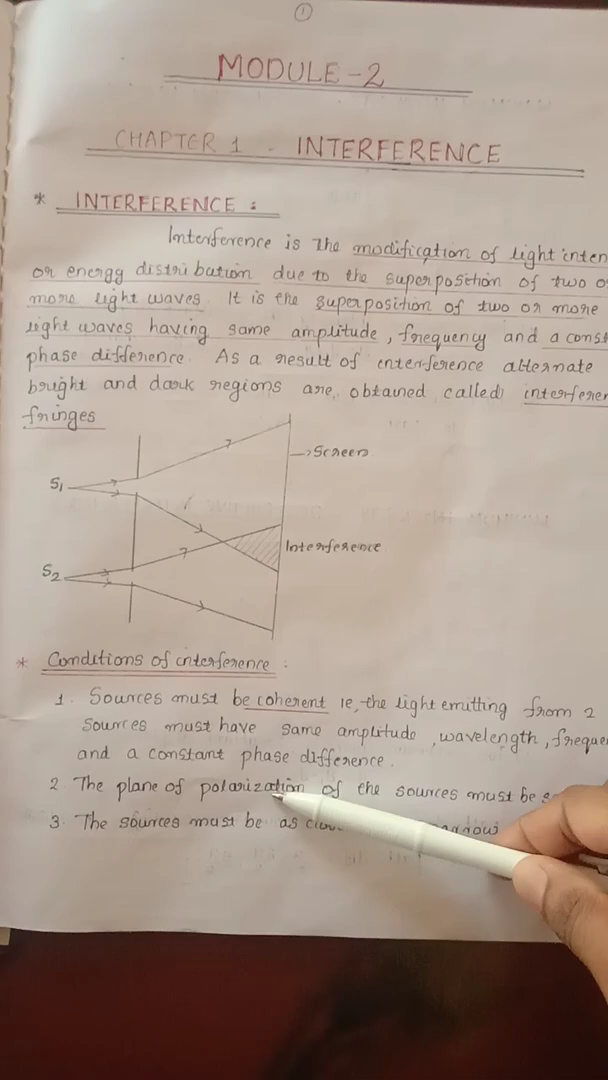 1
MODULE-2
CHAPTER 1 - INTERFERENCE
* INTERFERENCE :
Interference is the modification of light inten
or energy distribution due to the superposition of two o
more light waves. It is the superposition of two or more
light waves having same amplitude, frequency and a const
phase difference. As a result of interference alternate
bright and dark regions are obtained called interferen
fringes
→ Screen
S1
Interference
S2
* Conditions of interference :
1. Sources must be coherent ie, the light emitting from 2
sources must have same amplitude, wavelength, freque
and a constant phase difference.
2 The plane of polarization of the sources must be sa
3 The sources must be as clo narrow